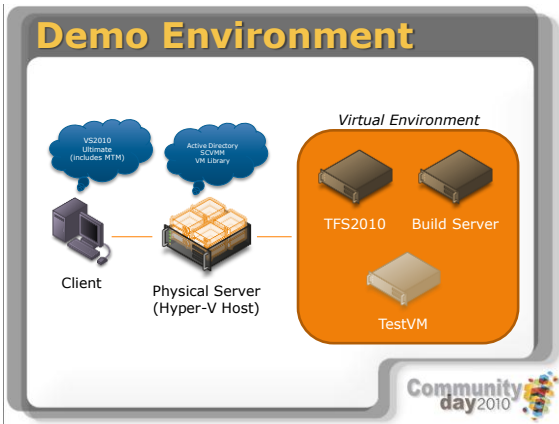 Demo Environment
VS2010
Ultimate
(includes MTM)
Active Directory
SCVMM
VM Library
Virtual Environment
TFS2010
Build Server
TestVM
Client
Physical Server
(Hyper-V Host)
Community
day2010